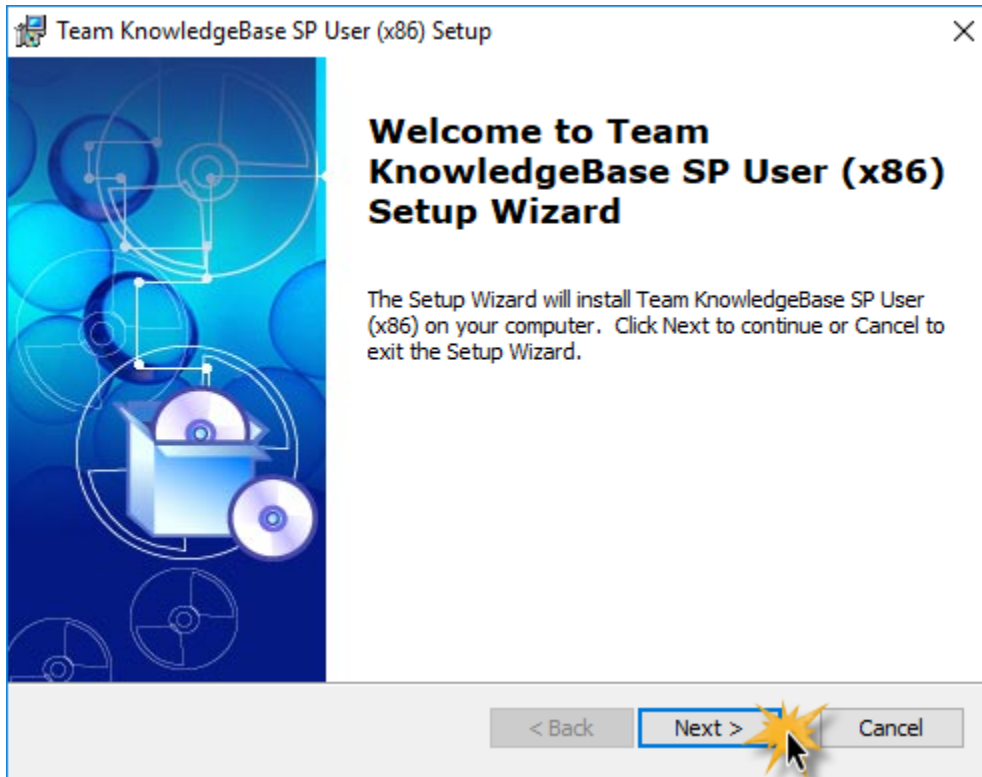 Team KnowledgeBase SP User (x86) Setup
Welcome to Team
KnowledgeBase SP User (x86)
Setup Wizard
The Setup Wizard will install Team KnowledgeBase SP User
(x86) on your computer.  Click Next to continue or Cancel to
exit the Setup Wizard.
< Back
Next >
Cancel